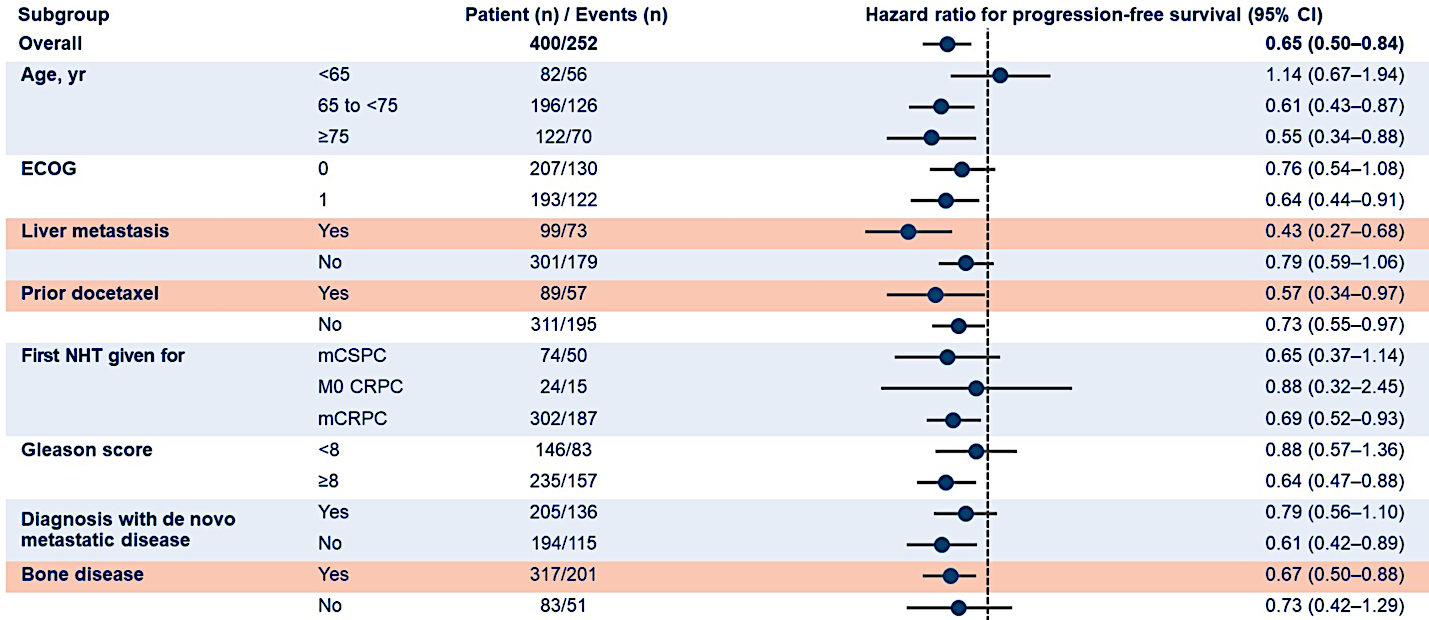 Subgroup Patient (n) / Events (n) Hazard ratio for progression-free survival (95% CI)
Overall 400/252 0.65 (0.50–0.84)
Age, yr <65 82/56 1.14 (0.67–1.94)
65 to <75 196/126 0.61 (0.43–0.87)
≥75 122/70 0.55 (0.34–0.88)
ECOG 0 207/130 0.76 (0.54–1.08)
1 193/122 0.64 (0.44–0.91)
Liver metastasis Yes 99/73 0.43 (0.27–0.68)
No 301/179 0.79 (0.59–1.06)
Prior docetaxel Yes 89/57 0.57 (0.34–0.97)
No 311/195 0.73 (0.55–0.97)
First NHT given for mCSPC 74/50 0.65 (0.37–1.14)
M0 CRPC 24/15 0.88 (0.32–2.45)
mCRPC 302/187 0.69 (0.52–0.93)
Gleason score <8 146/83 0.88 (0.57–1.36)
≥8 235/157 0.64 (0.47–0.88)
Diagnosis with de novo Yes 205/136 0.79 (0.56–1.10)
metastatic disease No 194/115 0.61 (0.42–0.89)
Bone disease Yes 317/201 0.67 (0.50–0.88)
No 83/51 0.73 (0.42–1.29)